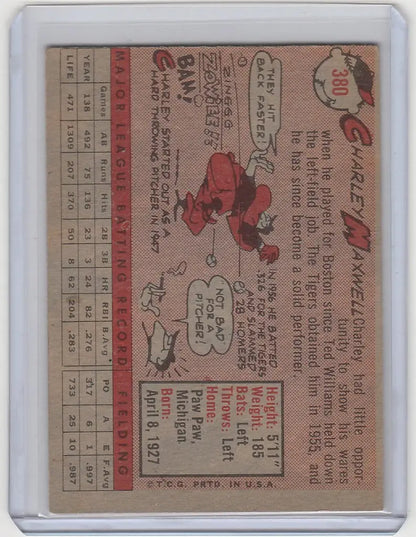 380
CHARLEY MAXWELL
Charley had little oppor-
tunity to show his wares
when he played for Boston since Ted Williams held down
the left-field job. The Tigers obtained him in 1955, and
he has since become a solid performer.
THEY HIT
BACK FASTER!
ZINGGG
BAM!
CHARLEY STARTED OUT AS A
HARD THROWING PITCHER IN 1947
IN 1956 HE BATTED
.326 FOR THE TIGERS
AND SLAMMED
28 HOMERS
NOT BAD
FOR A
PITCHER!
Height: 5'11"
Weight: 185
Bats: Left
Throws: Left
Home:
Paw Paw,
Michigan
Born:
April 8, 1927
MAJOR LEAGUE BATTING RECORD FIELDING
Games AB Runs Hits 2B 3B HR RBI B.Avg PO A E F.Avg
YEAR 138 492 75 136 23 3 24 82 .276 317 6 1 .997
LIFE 471 1309 207 370 50 8 62 204 .283 733 25 10 .987
©T.C.G. PRTD. IN U.S.A.